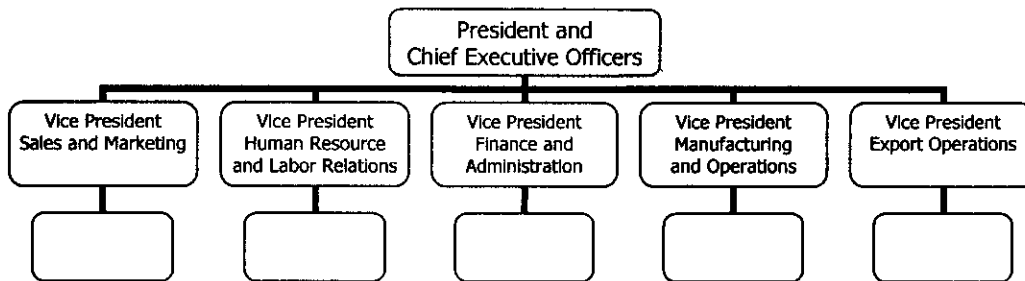 President and
Chief Executive Officers
Vice President
Sales and Marketing
Vice President
Human Resource
and Labor Relations
Vice President
Finance and
Administration
Vice President
Manufacturing
and Operations
Vice President
Export Operations